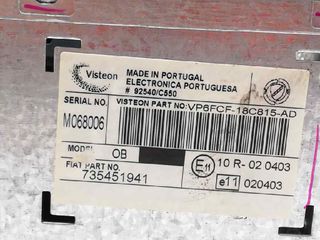 Visteon
MADE IN PORTUGAL
ELECTRONICA PORTUGUESA
# 92540/C550
SERIAL NO.
VISTEON PART NO: VP6FCF-18C815-AD
M068006
MODEL OB
E11 10 R- 02 0403
FIAT PART NO.
735451941
e11 020403